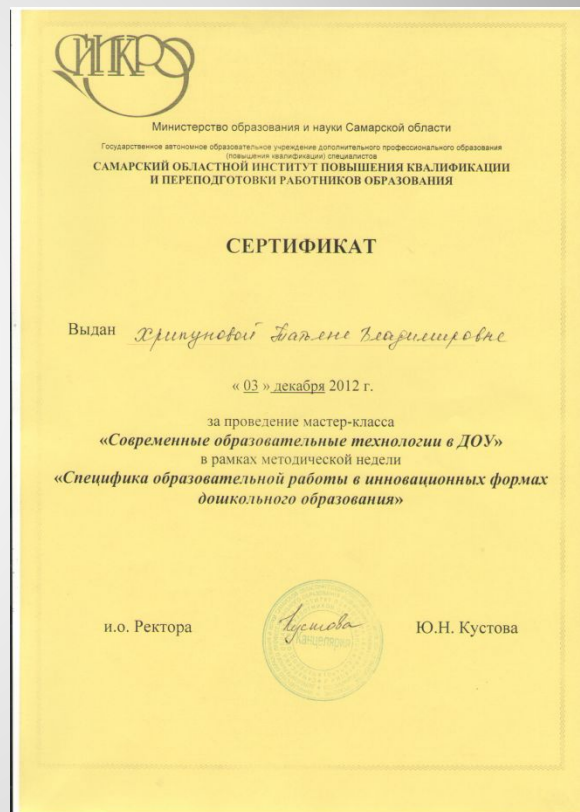 СИПКРО
Министерство образования и науки Самарской области
Государственное автономное образовательное учреждение дополнительного профессионального образования
(повышения квалификации) специалистов
САМАРСКИЙ ОБЛАСТНОЙ ИНСТИТУТ ПОВЫШЕНИЯ КВАЛИФИКАЦИИ
И ПЕРЕПОДГОТОВКИ РАБОТНИКОВ ОБРАЗОВАНИЯ
СЕРТИФИКАТ
Выдан Хрипуновой Татьяне Владимировне
« 03 » декабря 2012 г.
за проведение мастер-класса
«Современные образовательные технологии в ДОУ»
в рамках методической недели
«Специфика образовательной работы в инновационных формах
дошкольного образования»
и.о. Ректора Кустова Ю.Н. Кустова
Канцелярия